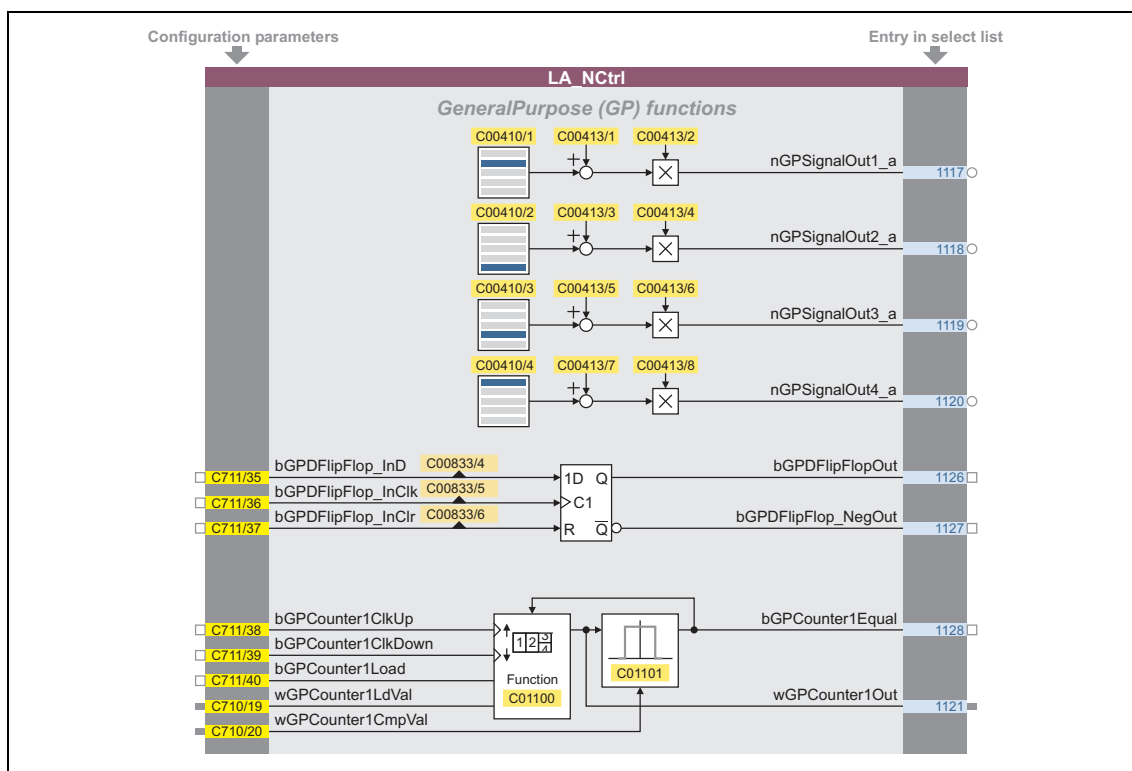 Configuration parameters
Entry in select list
LA_NCtrl
GeneralPurpose (GP) functions
C00410/1 C00413/1 C00413/2
+
nGPSignalOut1_a
1117
C00410/2 C00413/3 C00413/4
+
nGPSignalOut2_a
1118
C00410/3 C00413/5 C00413/6
+
nGPSignalOut3_a
1119
C00410/4 C00413/7 C00413/8
+
nGPSignalOut4_a
1120
C711/35 bGPDFlipFlop_InD C00833/4
C711/36 bGPDFlipFlop_InClk C00833/5
C711/37 bGPDFlipFlop_InClr C00833/6
1D Q
C1
R Q
bGPDFlipFlopOut
1126
bGPDFlipFlop_NegOut
1127
C711/38 bGPCounter1ClkUp
C711/39 bGPCounter1ClkDown
C711/40 bGPCounter1Load
C710/19 wGPCounter1LdVal
C710/20 wGPCounter1CmpVal
1 2 3 4
Function
C01100
C01101
bGPCounter1Equal
1128
wGPCounter1Out
1121